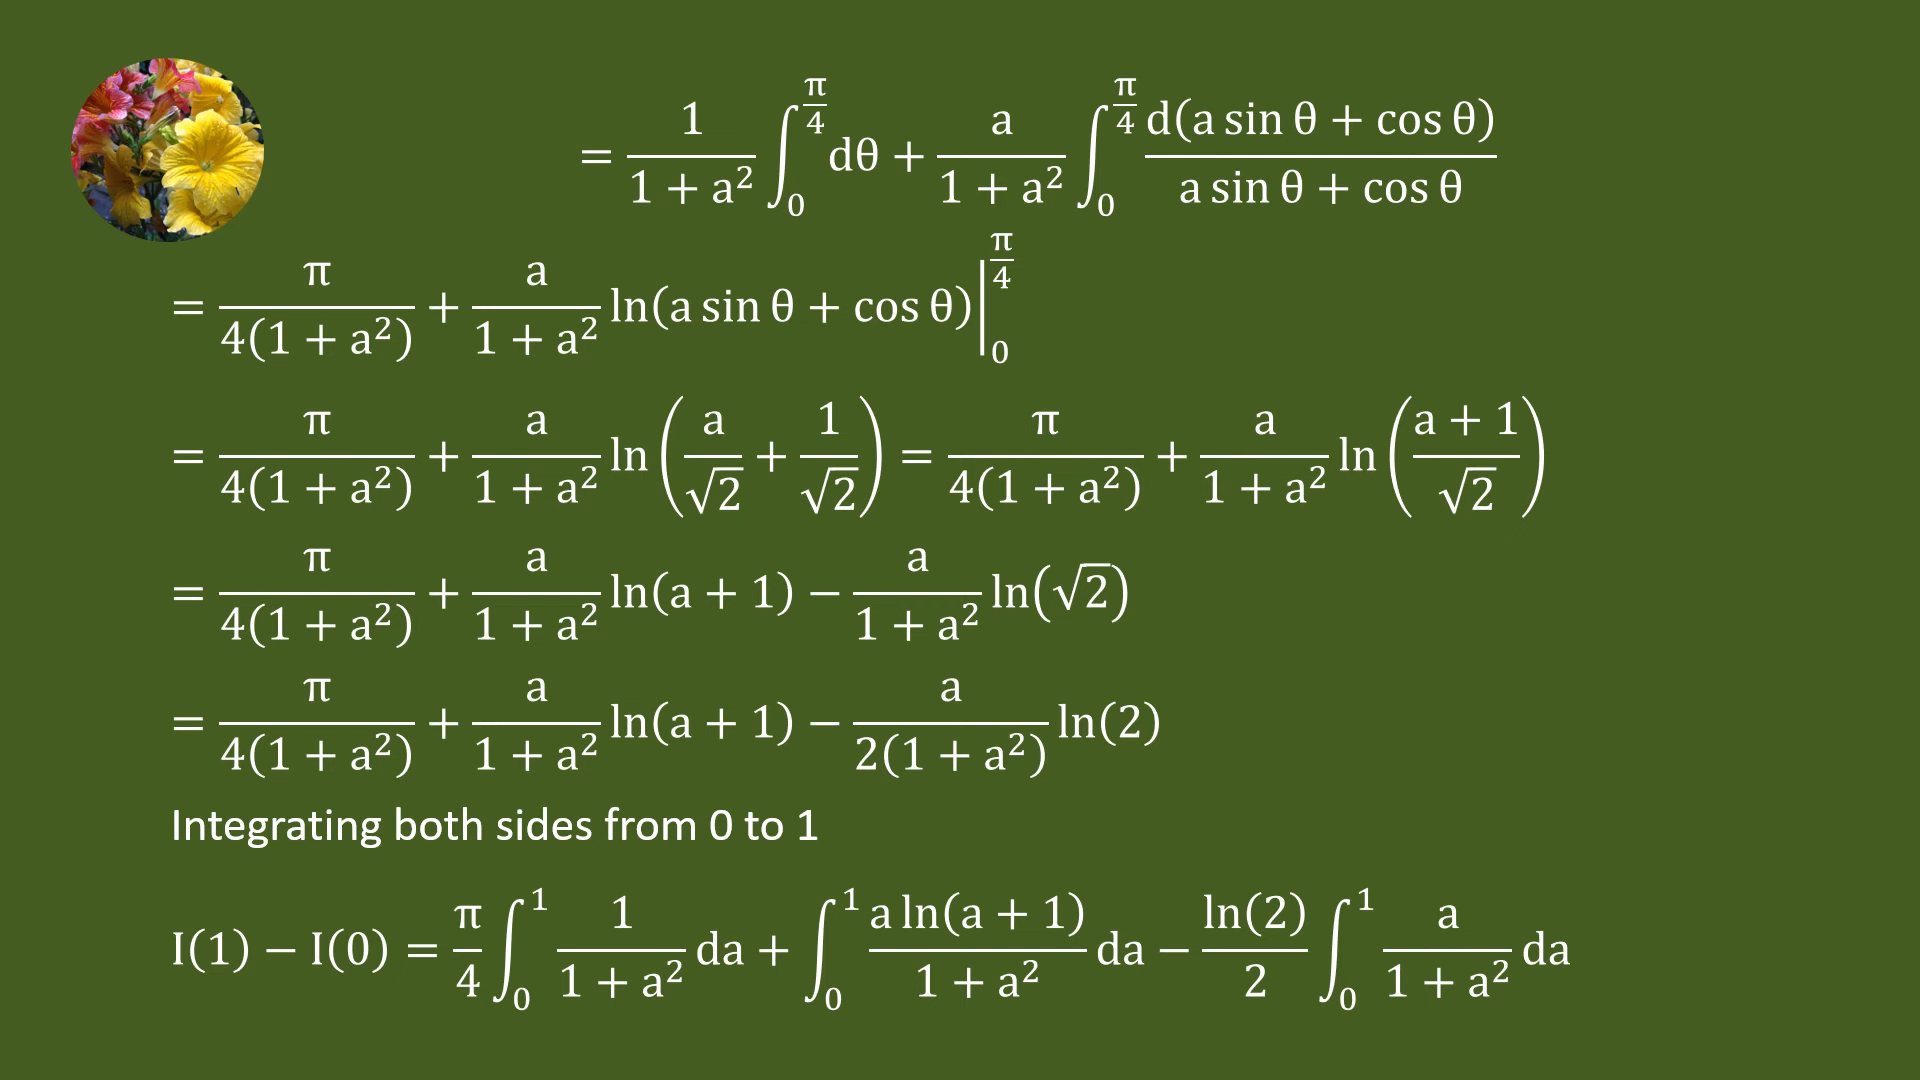 = 1/(1 + a²) ∫₀^(π/4) dθ + a/(1 + a²) ∫₀^(π/4) d(a sin θ + cos θ)/(a sin θ + cos θ)
= π/(4(1 + a²)) + a/(1 + a²) ln(a sin θ + cos θ)|₀^(π/4)
= π/(4(1 + a²)) + a/(1 + a²) ln(a/√2 + 1/√2) = π/(4(1 + a²)) + a/(1 + a²) ln((a + 1)/√2)
= π/(4(1 + a²)) + a/(1 + a²) ln(a + 1) − a/(1 + a²) ln(√2)
= π/(4(1 + a²)) + a/(1 + a²) ln(a + 1) − a/(2(1 + a²)) ln(2)
Integrating both sides from 0 to 1
I(1) − I(0) = π/4 ∫₀¹ 1/(1 + a²) da + ∫₀¹ a ln(a + 1)/(1 + a²) da − ln(2)/2 ∫₀¹ a/(1 + a²) da